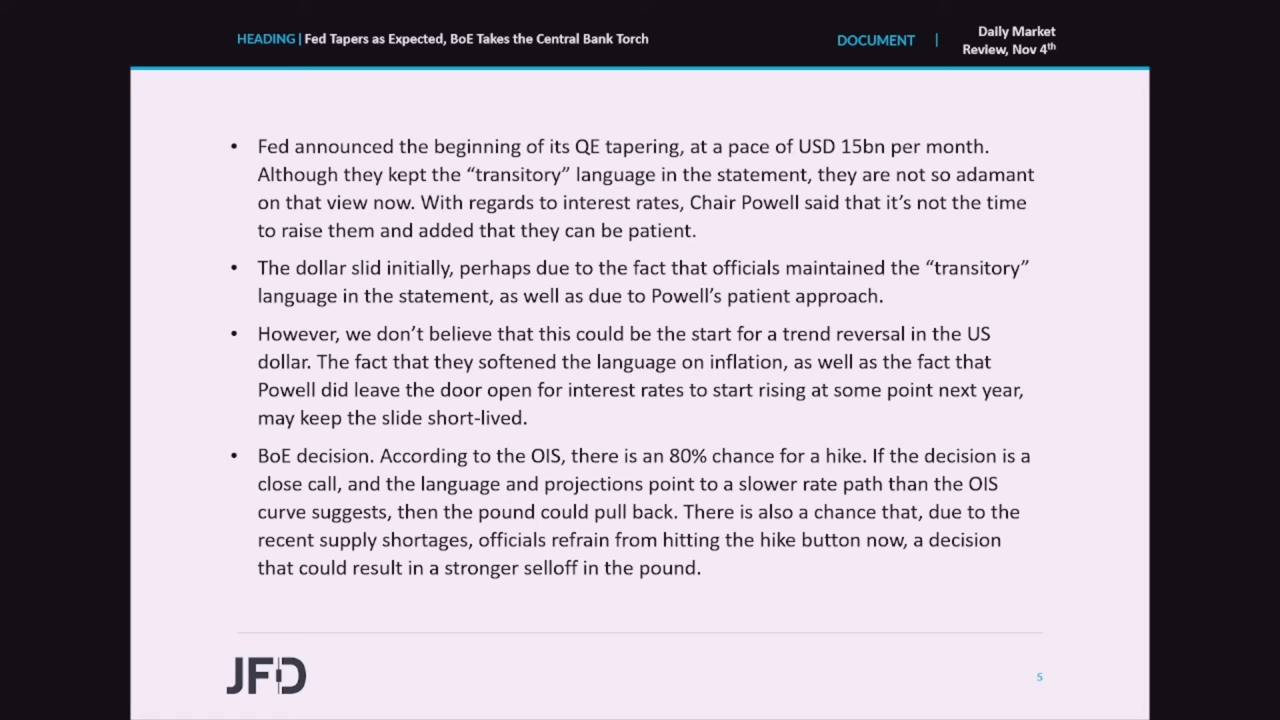 HEADING | Fed Tapers as Expected, BoE Takes the Central Bank Torch
DOCUMENT | Daily Market
Review, Nov 4th
• Fed announced the beginning of its QE tapering, at a pace of USD 15bn per month.
Although they kept the “transitory” language in the statement, they are not so adamant
on that view now. With regards to interest rates, Chair Powell said that it’s not the time
to raise them and added that they can be patient.
• The dollar slid initially, perhaps due to the fact that officials maintained the “transitory”
language in the statement, as well as due to Powell’s patient approach.
• However, we don’t believe that this could be the start for a trend reversal in the US
dollar. The fact that they softened the language on inflation, as well as the fact that
Powell did leave the door open for interest rates to start rising at some point next year,
may keep the slide short-lived.
• BoE decision. According to the OIS, there is an 80% chance for a hike. If the decision is a
close call, and the language and projections point to a slower rate path than the OIS
curve suggests, then the pound could pull back. There is also a chance that, due to the
recent supply shortages, officials refrain from hitting the hike button now, a decision
that could result in a stronger selloff in the pound.
JFD
5